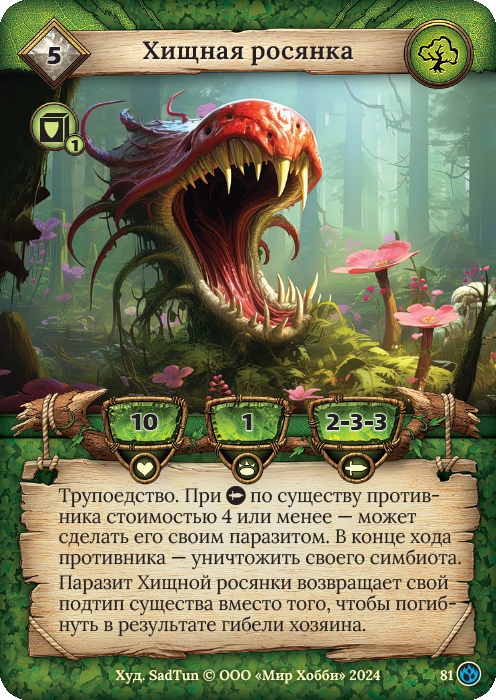 5
Хищная росянка
1
10
1
2-3-3
Трупоедство. При по существу против-
ника стоимостью 4 или менее — может
сделать его своим паразитом. В конце хода
противника — уничтожить своего симбиота.
Паразит Хищной росянки возвращает свой
подтип существа вместо того, чтобы погиб-
нуть в результате гибели хозяина.
Худ. SadTun © ООО «Мир Хобби» 2024
81